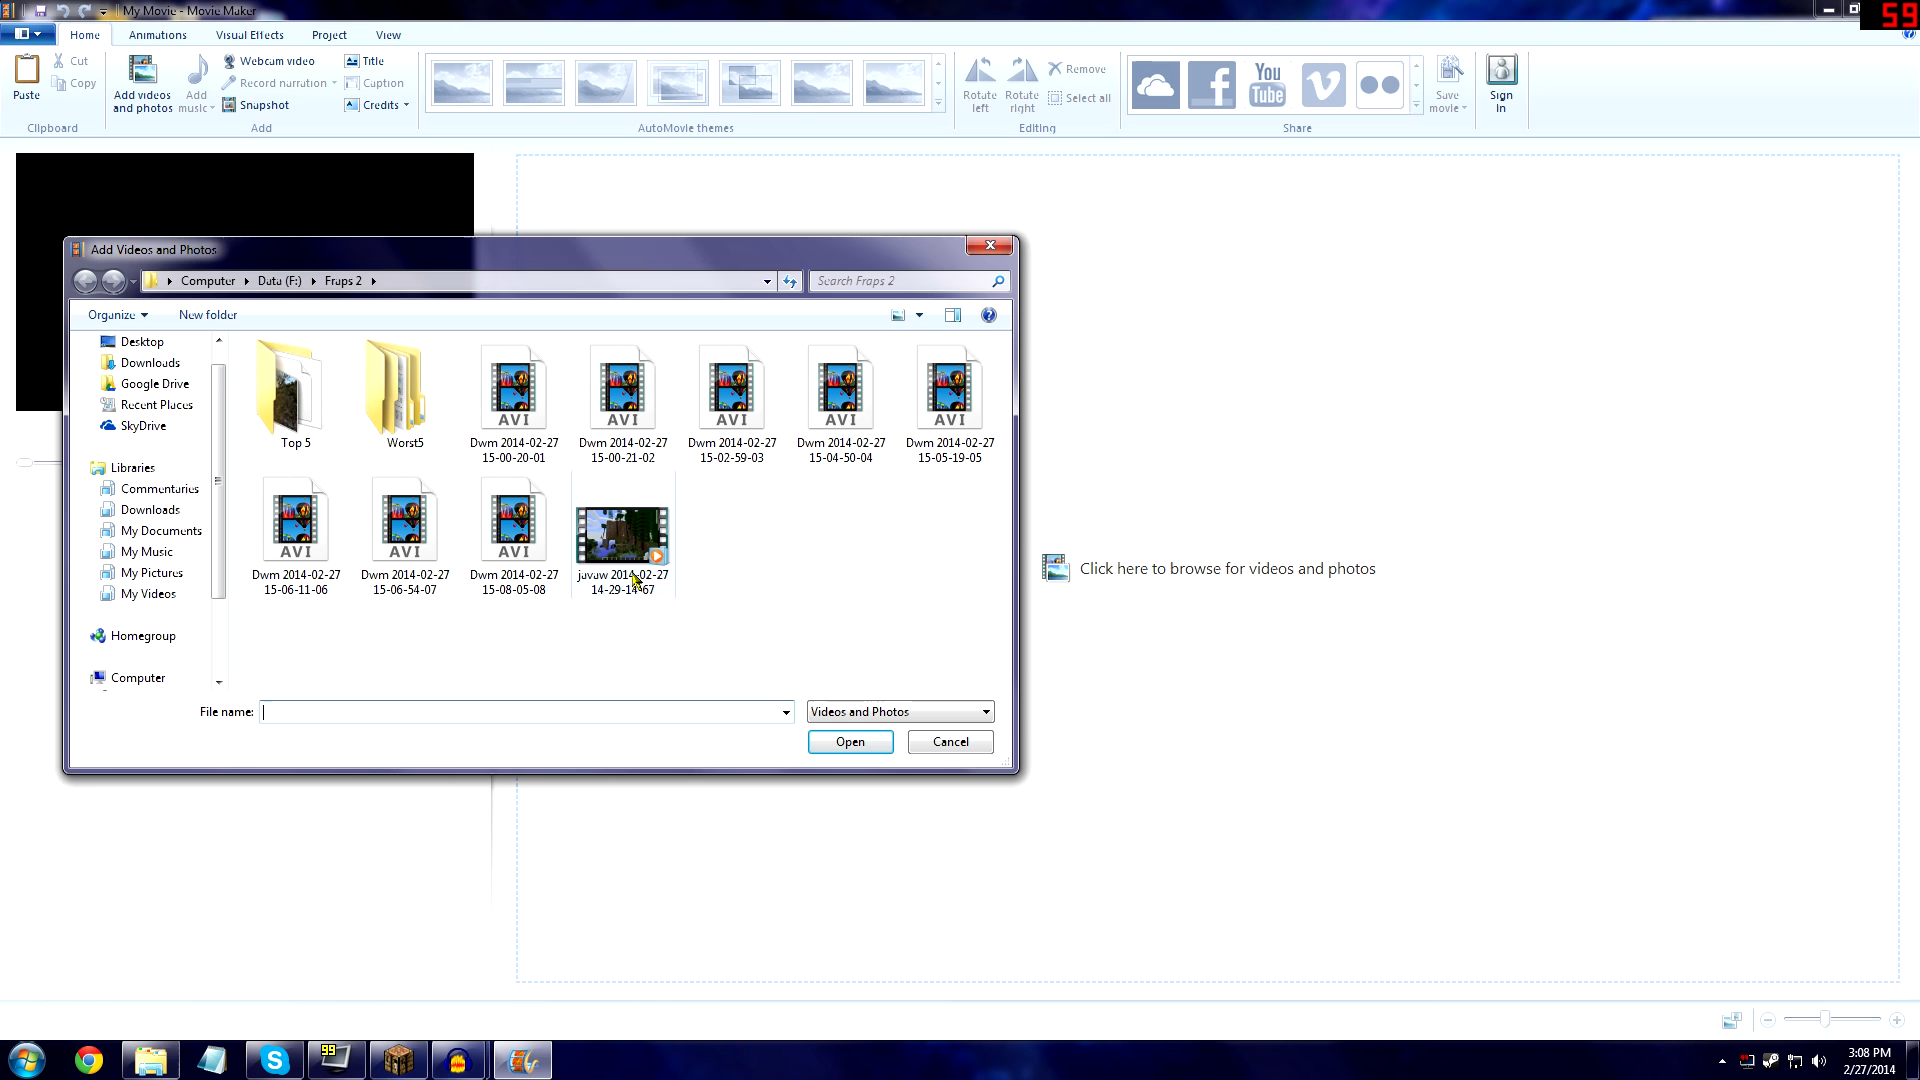 My Movie - Movie Maker
59
Home
Animations
Visual Effects
Project
View
Paste
Cut
Copy
Clipboard
Add videos
and photos
Add
music
Webcam video
Record narration
Snapshot
Title
Caption
Credits
Add
AutoMovie themes
Rotate
left
Rotate
right
Remove
Select all
Editing
You
Tube
Share
Save
movie
Sign
in
Add Videos and Photos
Computer
Data (F:)
Fraps 2
Search Fraps 2
Organize
New folder
Desktop
Downloads
Google Drive
Recent Places
SkyDrive
Libraries
Commentaries
Downloads
My Documents
My Music
My Pictures
My Videos
Homegroup
Computer
AVI
AVI
AVI
AVI
AVI
Top 5
Worst5
Dwm 2014-02-27
15-00-20-01
Dwm 2014-02-27
15-00-21-02
Dwm 2014-02-27
15-02-59-03
Dwm 2014-02-27
15-04-50-04
Dwm 2014-02-27
15-05-19-05
AVI
AVI
AVI
Dwm 2014-02-27
15-06-11-06
Dwm 2014-02-27
15-06-54-07
Dwm 2014-02-27
15-08-05-08
javaw 2014-02-27
14-29-14-67
File name:
Videos and Photos
Open
Cancel
Click here to browse for videos and photos
99
3:08 PM
2/27/2014